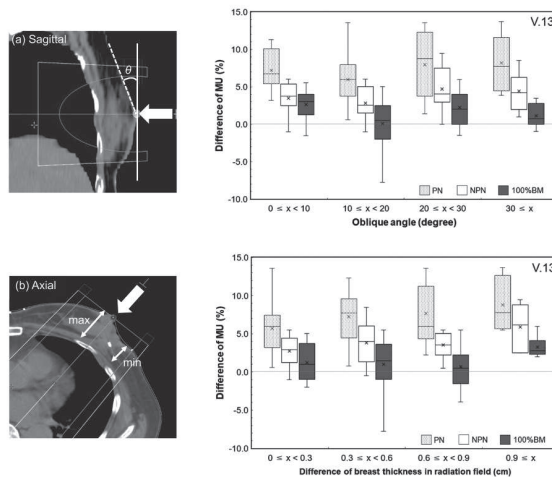 (a) Sagittal
θ
V.13
Difference of MU (%)
15.0
10.0
5.0
0.0
-5.0
-10.0
PN
NPN
100%BM
0 ≤ x < 10
10 ≤ x < 20
20 ≤ x < 30
30 ≤ x
Oblique angle (degree)
(b) Axial
max
min
V.13
Difference of MU (%)
15.0
10.0
5.0
0.0
-5.0
-10.0
PN
NPN
100%BM
0 ≤ x < 0.3
0.3 ≤ x < 0.6
0.6 ≤ x < 0.9
0.9 ≤ x
Difference of breast thickness in radiation field (cm)